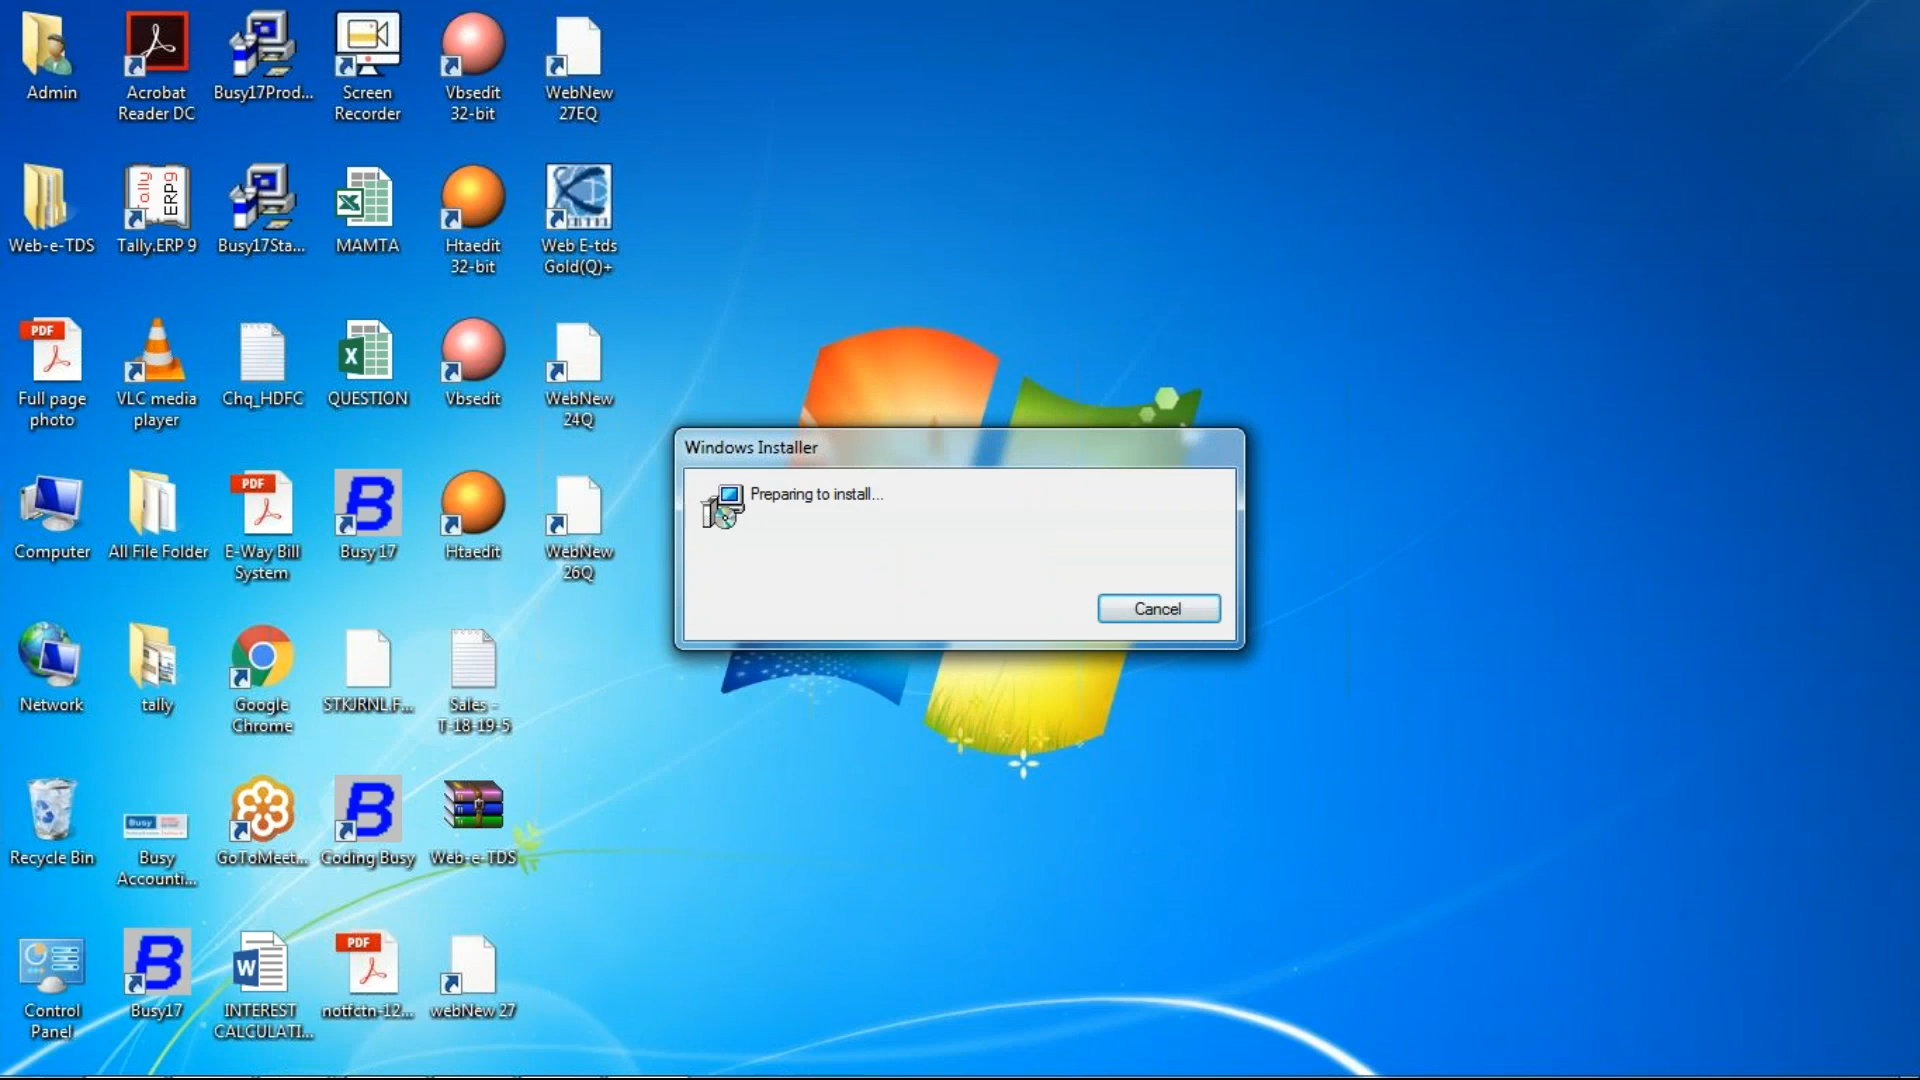 Admin
Acrobat
Reader DC
Busy17Prod...
Screen
Recorder
Vbsedit
32-bit
WebNew
27EQ
Web-e-TDS
Tally
ERP9
Tally.ERP 9
Busy17Sta...
MAMTA
Htaedit
32-bit
Web E-tds
Gold(Q)+
PDF
Full page
photo
VLC media
player
Chq_HDFC
QUESTION
Vbsedit
WebNew
24Q
Windows Installer
Preparing to install...
Cancel
Computer
All File Folder
PDF
E-Way Bill
System
Busy 17
Htaedit
WebNew
26Q
Network
tally
Google
Chrome
STKJRNL.F...
Sales -
T-18-19-5
Recycle Bin
Busy
Busy
Accounti...
GoToMeet...
Coding Busy
Web-e-TDS
Control
Panel
Busy17
INTEREST
CALCULATI...
PDF
notfctn-12...
webNew 27